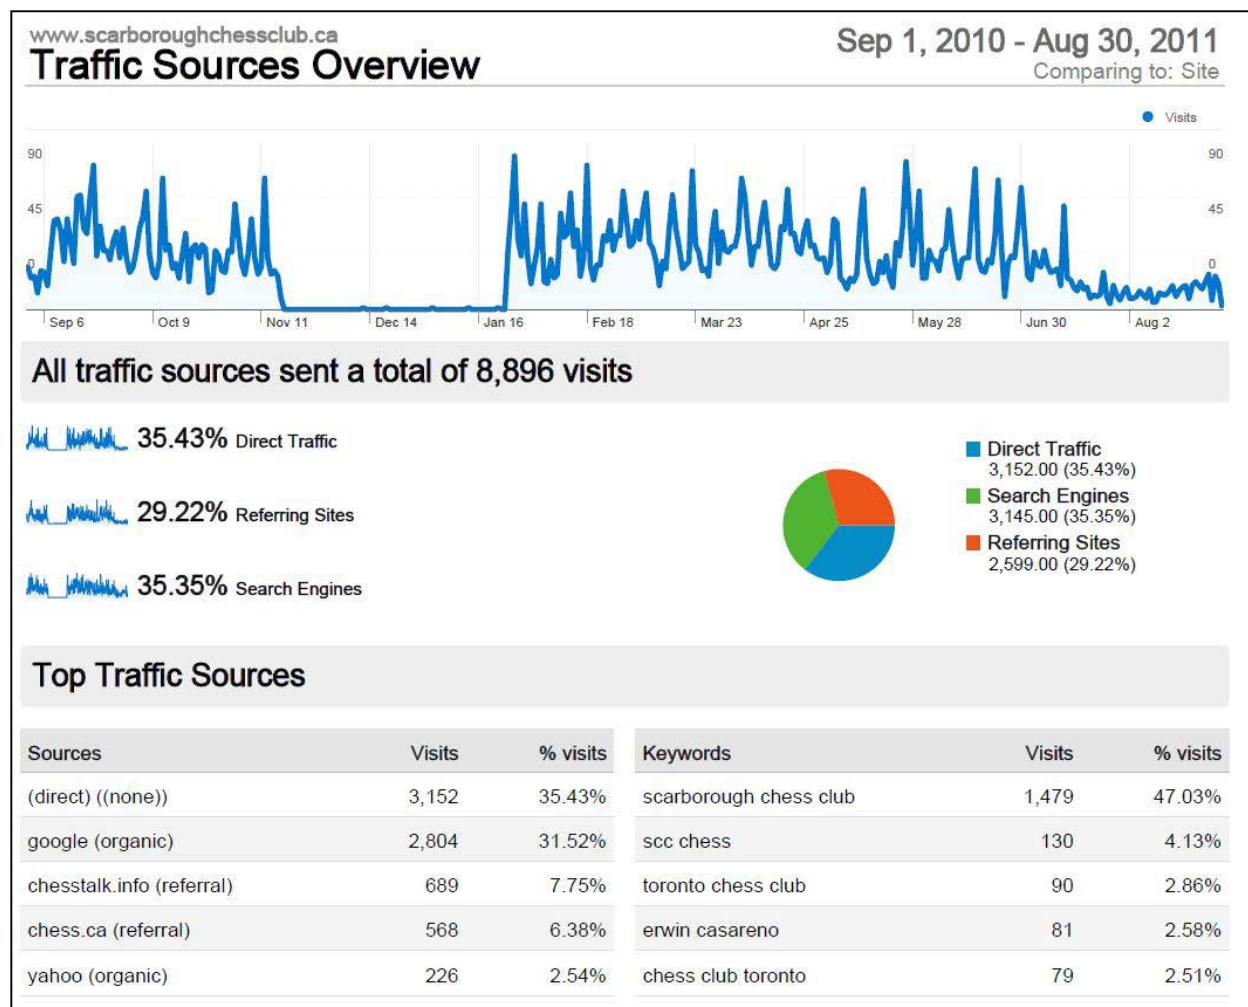 www.scarboroughchessclub.ca
Traffic Sources Overview
Sep 1, 2010 - Aug 30, 2011
Comparing to: Site
Visits
90
90
45
45
0
0
Sep 6
Oct 9
Nov 11
Dec 14
Jan 16
Feb 18
Mar 23
Apr 25
May 28
Jun 30
Aug 2
All traffic sources sent a total of 8,896 visits
35.43% Direct Traffic
29.22% Referring Sites
35.35% Search Engines
Direct Traffic
3,152.00 (35.43%)
Search Engines
3,145.00 (35.35%)
Referring Sites
2,599.00 (29.22%)
Top Traffic Sources
Sources Visits % visits
(direct) ((none)) 3,152 35.43%
google (organic) 2,804 31.52%
chesstalk.info (referral) 689 7.75%
chess.ca (referral) 568 6.38%
yahoo (organic) 226 2.54%
Keywords Visits % visits
scarborough chess club 1,479 47.03%
scc chess 130 4.13%
toronto chess club 90 2.86%
erwin casareno 81 2.58%
chess club toronto 79 2.51%